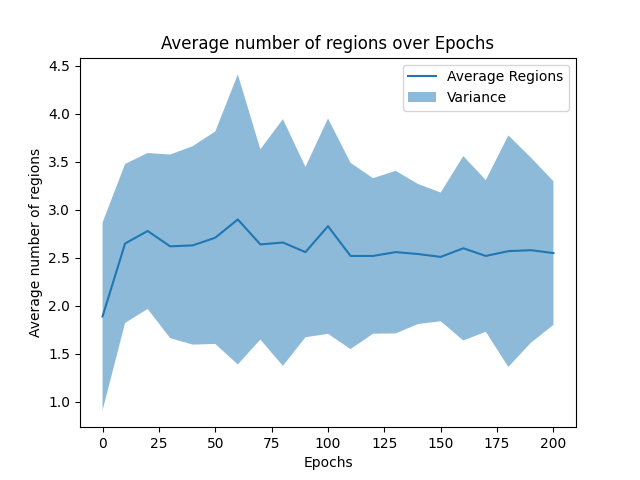 Average number of regions over Epochs
Average Regions
Variance
Average number of regions
4.5
4.0
3.5
3.0
2.5
2.0
1.5
1.0
0 25 50 75 100 125 150 175 200
Epochs